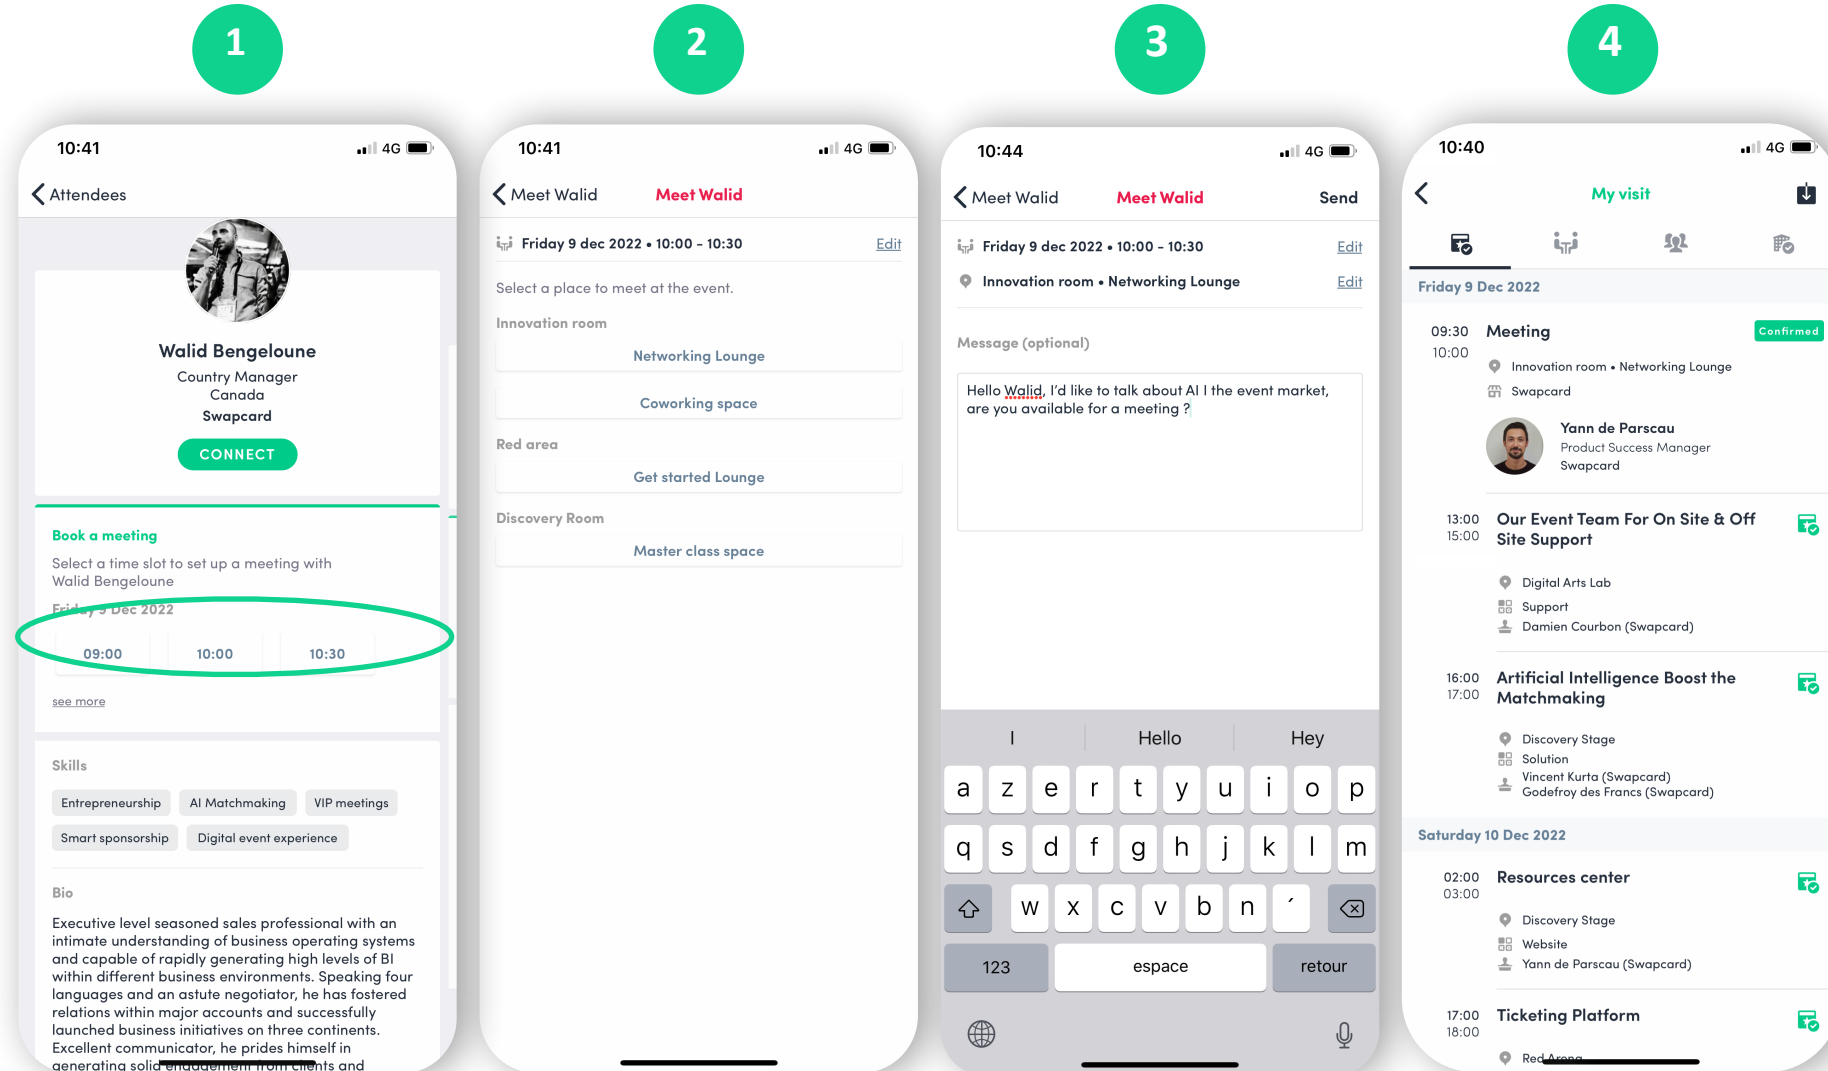 1
2
3
4
10:41
4G
Attendees
Walid Bengeloune
Country Manager
Canada
Swapcard
CONNECT
Book a meeting
Select a time slot to set up a meeting with
Walid Bengeloune
Friday 9 Dec 2022
09:00
10:00
10:30
see more
Skills
Entrepreneurship
AI Matchmaking
VIP meetings
Smart sponsorship
Digital event experience
Bio
Executive level seasoned sales professional with an
intimate understanding of business operating systems
and capable of rapidly generating high levels of BI
within different business environments. Speaking four
languages and an astute negotiator, he has fostered
relations within major accounts and successfully
launched business initiatives on three continents.
Excellent communicator, he prides himself in
generating solid engagement from clients and
10:41
4G
Meet Walid
Meet Walid
Friday 9 dec 2022 • 10:00 - 10:30
Edit
Select a place to meet at the event.
Innovation room
Networking Lounge
Coworking space
Red area
Get started Lounge
Discovery Room
Master class space
10:44
4G
Meet Walid
Meet Walid
Send
Friday 9 dec 2022 • 10:00 - 10:30
Edit
Innovation room • Networking Lounge
Edit
Message (optional)
Hello Walid, I’d like to talk about AI I the event market,
are you available for a meeting ?
I
Hello
Hey
a z e r t y u i o p
q s d f g h j k l m
w x c v b n ´
123
espace
retour
10:40
4G
My visit
Friday 9 Dec 2022
09:30
10:00
Meeting
Confirmed
Innovation room • Networking Lounge
Swapcard
Yann de Parscau
Product Success Manager
Swapcard
13:00
15:00
Our Event Team For On Site & Off
Site Support
Digital Arts Lab
Support
Damien Courbon (Swapcard)
16:00
17:00
Artificial Intelligence Boost the
Matchmaking
Discovery Stage
Solution
Vincent Kurta (Swapcard)
Godefroy des Francs (Swapcard)
Saturday 10 Dec 2022
02:00
03:00
Resources center
Discovery Stage
Website
Yann de Parscau (Swapcard)
17:00
18:00
Ticketing Platform
Red Arena